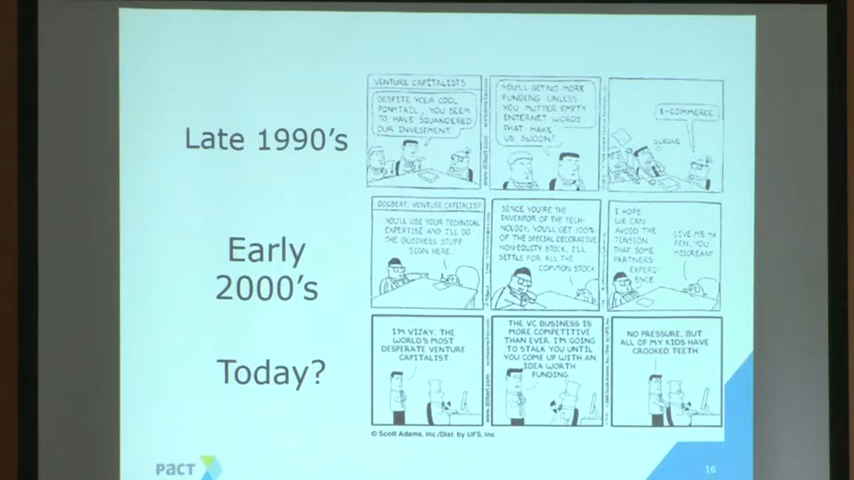 Late 1990's
VENTURE CAPITALISTS
DESPITE YOUR COOL
PONYTAIL, YOU SEEM
TO HAVE SQUANDERED
OUR INVESTMENT.
YOU'LL GET NO MORE
FUNDING UNLESS
YOU MUTTER EMPTY
INTERNET WORDS
THAT MAKE
US SWOON!
E-COMMERCE.
Early
2000's
DOGBERT, VENTURE CAPITALIST
YOU'LL USE YOUR TECHNICAL
EXPERTISE AND I'LL DO
THE BUSINESS STUFF.
SIGN HERE.
SINCE YOU'RE THE
INVENTOR OF THE TECH-
NOLOGY, YOU'LL GET 100%
OF THE SPECIAL DECORATIVE
NON-EQUITY STOCK. I'LL
SETTLE FOR ALL THE
COMMON STOCK.
I HOPE
WE CAN
AVOID THE
TENSION
THAT SOME
PARTNERS
EXPERI-
ENCE
GIVE ME MY
PEN, YOU
MISCREANT
Today?
I'M VIJAY, THE
WORLD'S MOST
DESPERATE VENTURE
CAPITALIST
THE VC BUSINESS IS
MORE COMPETITIVE
THAN EVER. I'M GOING
TO STALK YOU UNTIL
YOU COME UP WITH AN
IDEA WORTH
FUNDING.
NO PRESSURE, BUT
ALL OF MY KIDS HAVE
CROOKED TEETH.
www.dilbert.com
© Scott Adams, Inc./Dist. by UFS, Inc.
PACT
16